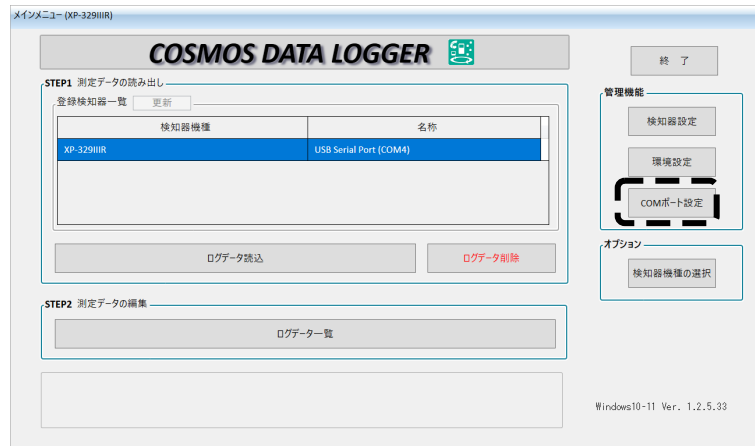 メインメニュー (XP-329IIIR)
COSMOS DATA LOGGER
終 了
STEP1 測定データの読み出し
登録検知器一覧 更新
検知器機種 名称
XP-329IIIR USB Serial Port (COM4)
ログデータ読込 ログデータ削除
管理機能
検知器設定
環境設定
COMポート設定
オプション
検知器機種の選択
STEP2 測定データの編集
ログデータ一覧
Windows10-11 Ver. 1.2.5.33